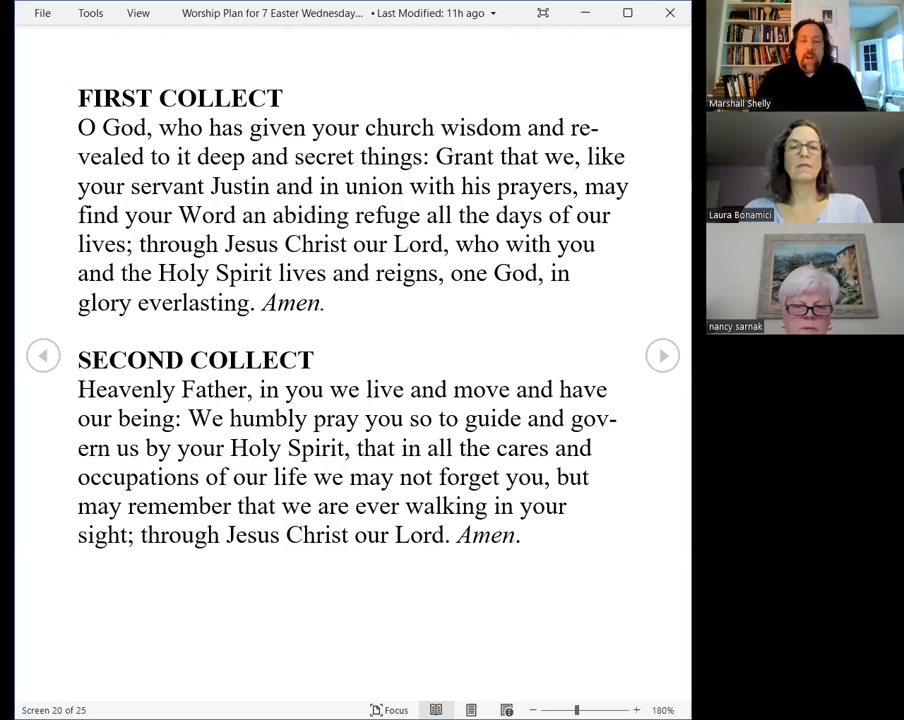 File Tools View Worship Plan for 7 Easter Wednesday... • Last Modified: 11h ago
FIRST COLLECT
O God, who has given your church wisdom and re-
vealed to it deep and secret things: Grant that we, like
your servant Justin and in union with his prayers, may
find your Word an abiding refuge all the days of our
lives; through Jesus Christ our Lord, who with you
and the Holy Spirit lives and reigns, one God, in
glory everlasting. Amen.
SECOND COLLECT
Heavenly Father, in you we live and move and have
our being: We humbly pray you so to guide and gov-
ern us by your Holy Spirit, that in all the cares and
occupations of our life we may not forget you, but
may remember that we are ever walking in your
sight; through Jesus Christ our Lord. Amen.
Screen 20 of 25 Focus 180%
Marshall Shelly
Laura Bonamici
nancy sarnak